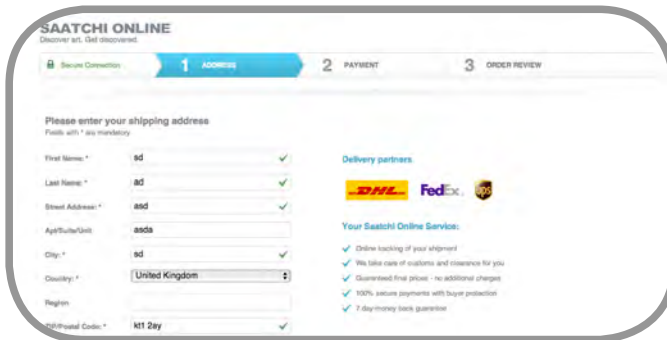 SAATCHI ONLINE
Discover art. Get discovered.
Secure Connection
1 ADDRESS
2 PAYMENT
3 ORDER REVIEW
Please enter your shipping address
Fields with * are mandatory
First Name: * sd
Last Name: * ad
Street Address: * asd
Apt/Suite/Unit asda
City: * sd
Country: * United Kingdom
Region
ZIP/Postal Code: * kt1 2ay
Delivery partners
DHL FedEx ups
Your Saatchi Online Service:
Online tracking of your shipment
We take care of customs and clearance for you
Guaranteed final prices - no additional charges
100% secure payments with buyer protection
7 day money back guarantee